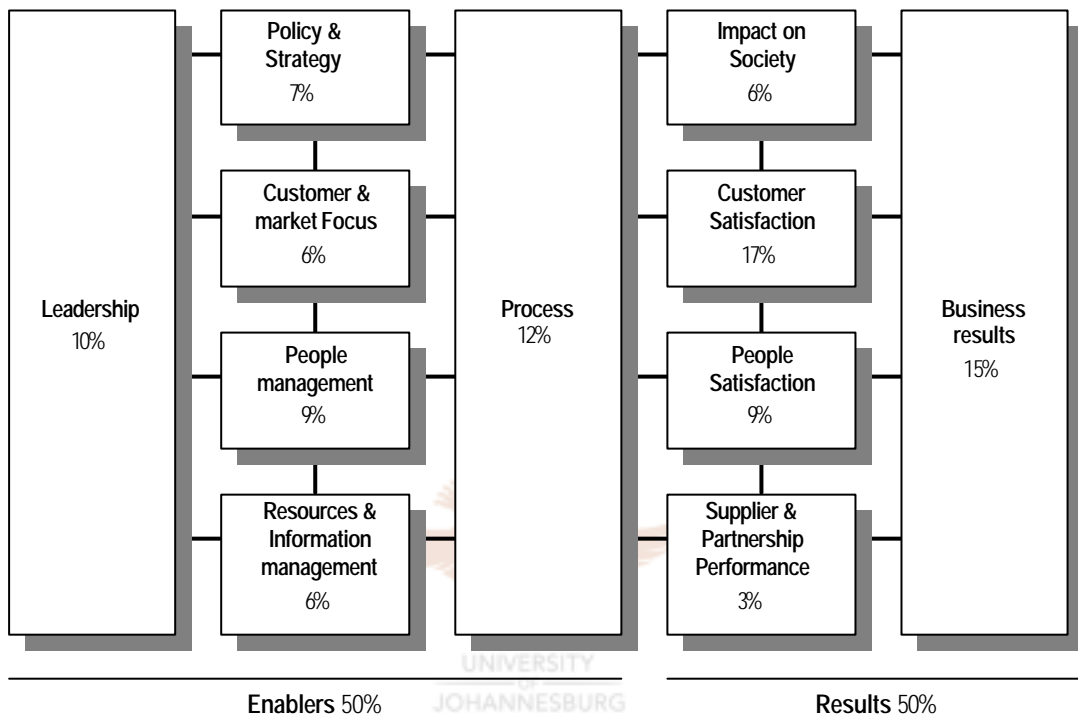 Leadership
10%
Policy &
Strategy
7%
Customer &
market Focus
6%
People
management
9%
Resources &
Information
management
6%
Process
12%
Impact on
Society
6%
Customer
Satisfaction
17%
People
Satisfaction
9%
Supplier &
Partnership
Performance
3%
Business
results
15%
UNIVERSITY
OF
JOHANNESBURG
Enablers 50%
Results 50%